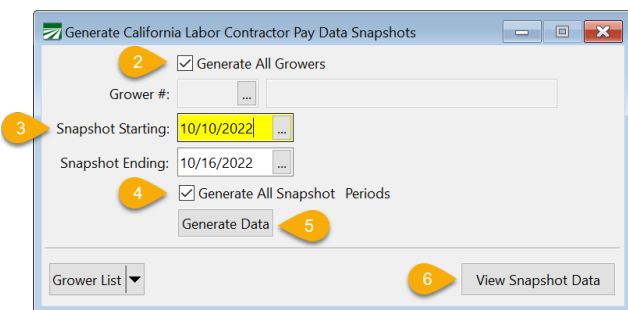 Generate California Labor Contractor Pay Data Snapshots
2 Generate All Growers
Grower #: ...
3 Snapshot Starting: 10/10/2022 ...
Snapshot Ending: 10/16/2022 ...
4 Generate All Snapshot Periods
Generate Data 5
Grower List 6 View Snapshot Data